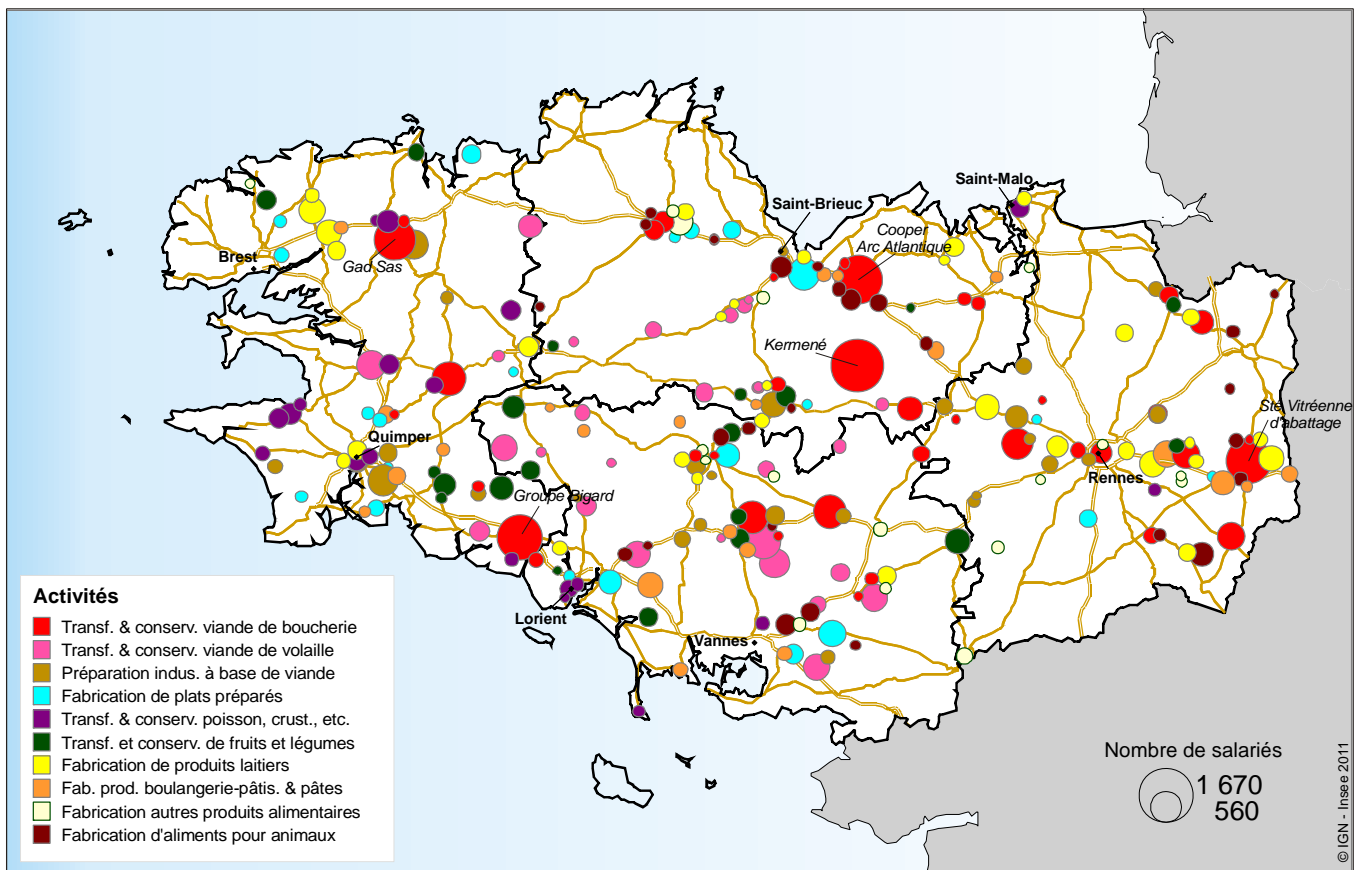 Saint-Malo
Saint-Brieuc
Cooper
Arc Atlantique
Brest
Gad Sas
Kermené
Sté. Vitréenne
d'abattage
Quimper
Rennes
Groupe Bigard
Lorient
Vannes
Activités
Transf. & conserv. viande de boucherie
Transf. & conserv. viande de volaille
Préparation indus. à base de viande
Fabrication de plats préparés
Transf. & conserv. poisson, crust., etc.
Transf. et conserv. de fruits et légumes
Fabrication de produits laitiers
Fab. prod. boulangerie-pâtis. & pâtes
Fabrication autres produits alimentaires
Fabrication d'aliments pour animaux
Nombre de salariés
1 670
560
© IGN - Insee 2011